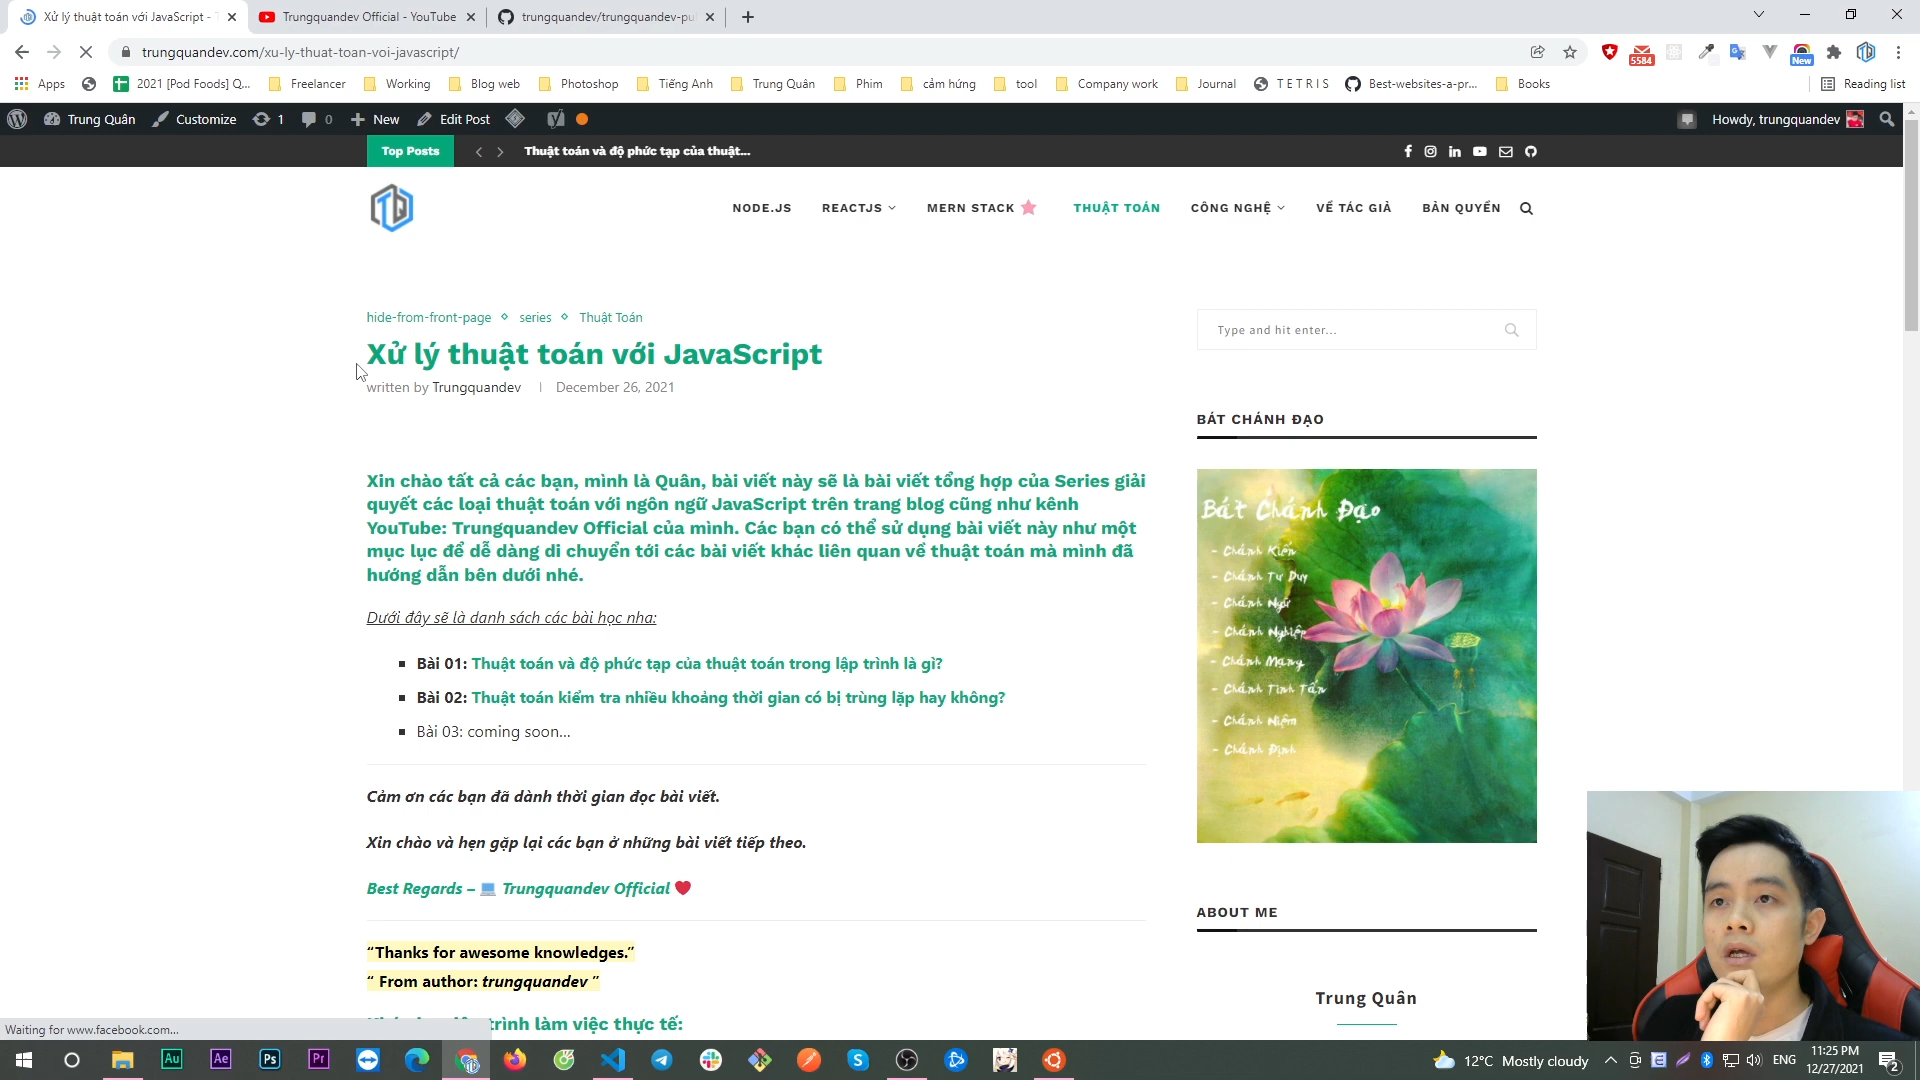 Xử lý thuật toán với JavaScript - T
Trungquandev Official - YouTube
trungquandev/trungquandev-pu
trungquandev.com/xu-ly-thuat-toan-voi-javascript/
5584
New
Apps
2021 [Pod Foods] Q...
Freelancer
Working
Blog web
Photoshop
Tiếng Anh
Trung Quân
Phim
cảm hứng
tool
Company work
Journal
T E T R I S
Best-websites-a-pr...
Books
Reading list
Trung Quân
Customize
1
0
New
Edit Post
Howdy, trungquandev
Top Posts
Thuật toán và độ phức tạp của thuật...
NODE.JS
REACTJS
MERN STACK
THUẬT TOÁN
CÔNG NGHỆ
VỀ TÁC GIẢ
BẢN QUYỀN
hide-from-front-page
series
Thuật Toán
Type and hit enter...
Xử lý thuật toán với JavaScript
written by Trungquandev
December 26, 2021
BÁT CHÁNH ĐẠO
Xin chào tất cả các bạn, mình là Quân, bài viết này sẽ là bài viết tổng hợp của Series giải
quyết các loại thuật toán với ngôn ngữ JavaScript trên trang blog cũng như kênh
YouTube: Trungquandev Official của mình. Các bạn có thể sử dụng bài viết này như một
mục lục để dễ dàng di chuyển tới các bài viết khác liên quan về thuật toán mà mình đã
hướng dẫn bên dưới nhé.
Dưới đây sẽ là danh sách các bài học nha:
Bài 01: Thuật toán và độ phức tạp của thuật toán trong lập trình là gì?
Bài 02: Thuật toán kiểm tra nhiều khoảng thời gian có bị trùng lặp hay không?
Bài 03: coming soon...
Bát Chánh Đạo
- Chánh Kiến
- Chánh Tư Duy
- Chánh Ngữ
- Chánh Nghiệp
- Chánh Mạng
- Chánh Tinh Tấn
- Chánh Niệm
- Chánh Định
Cảm ơn các bạn đã dành thời gian đọc bài viết.
Xin chào và hẹn gặp lại các bạn ở những bài viết tiếp theo.
Best Regards – Trungquandev Official
ABOUT ME
“Thanks for awesome knowledges.”
“ From author: trungquandev ”
Trung Quân
trình làm việc thực tế:
Waiting for www.facebook.com...
Au
Ae
Ps
Pr
12°C Mostly cloudy
ENG
11:25 PM
12/27/2021
2